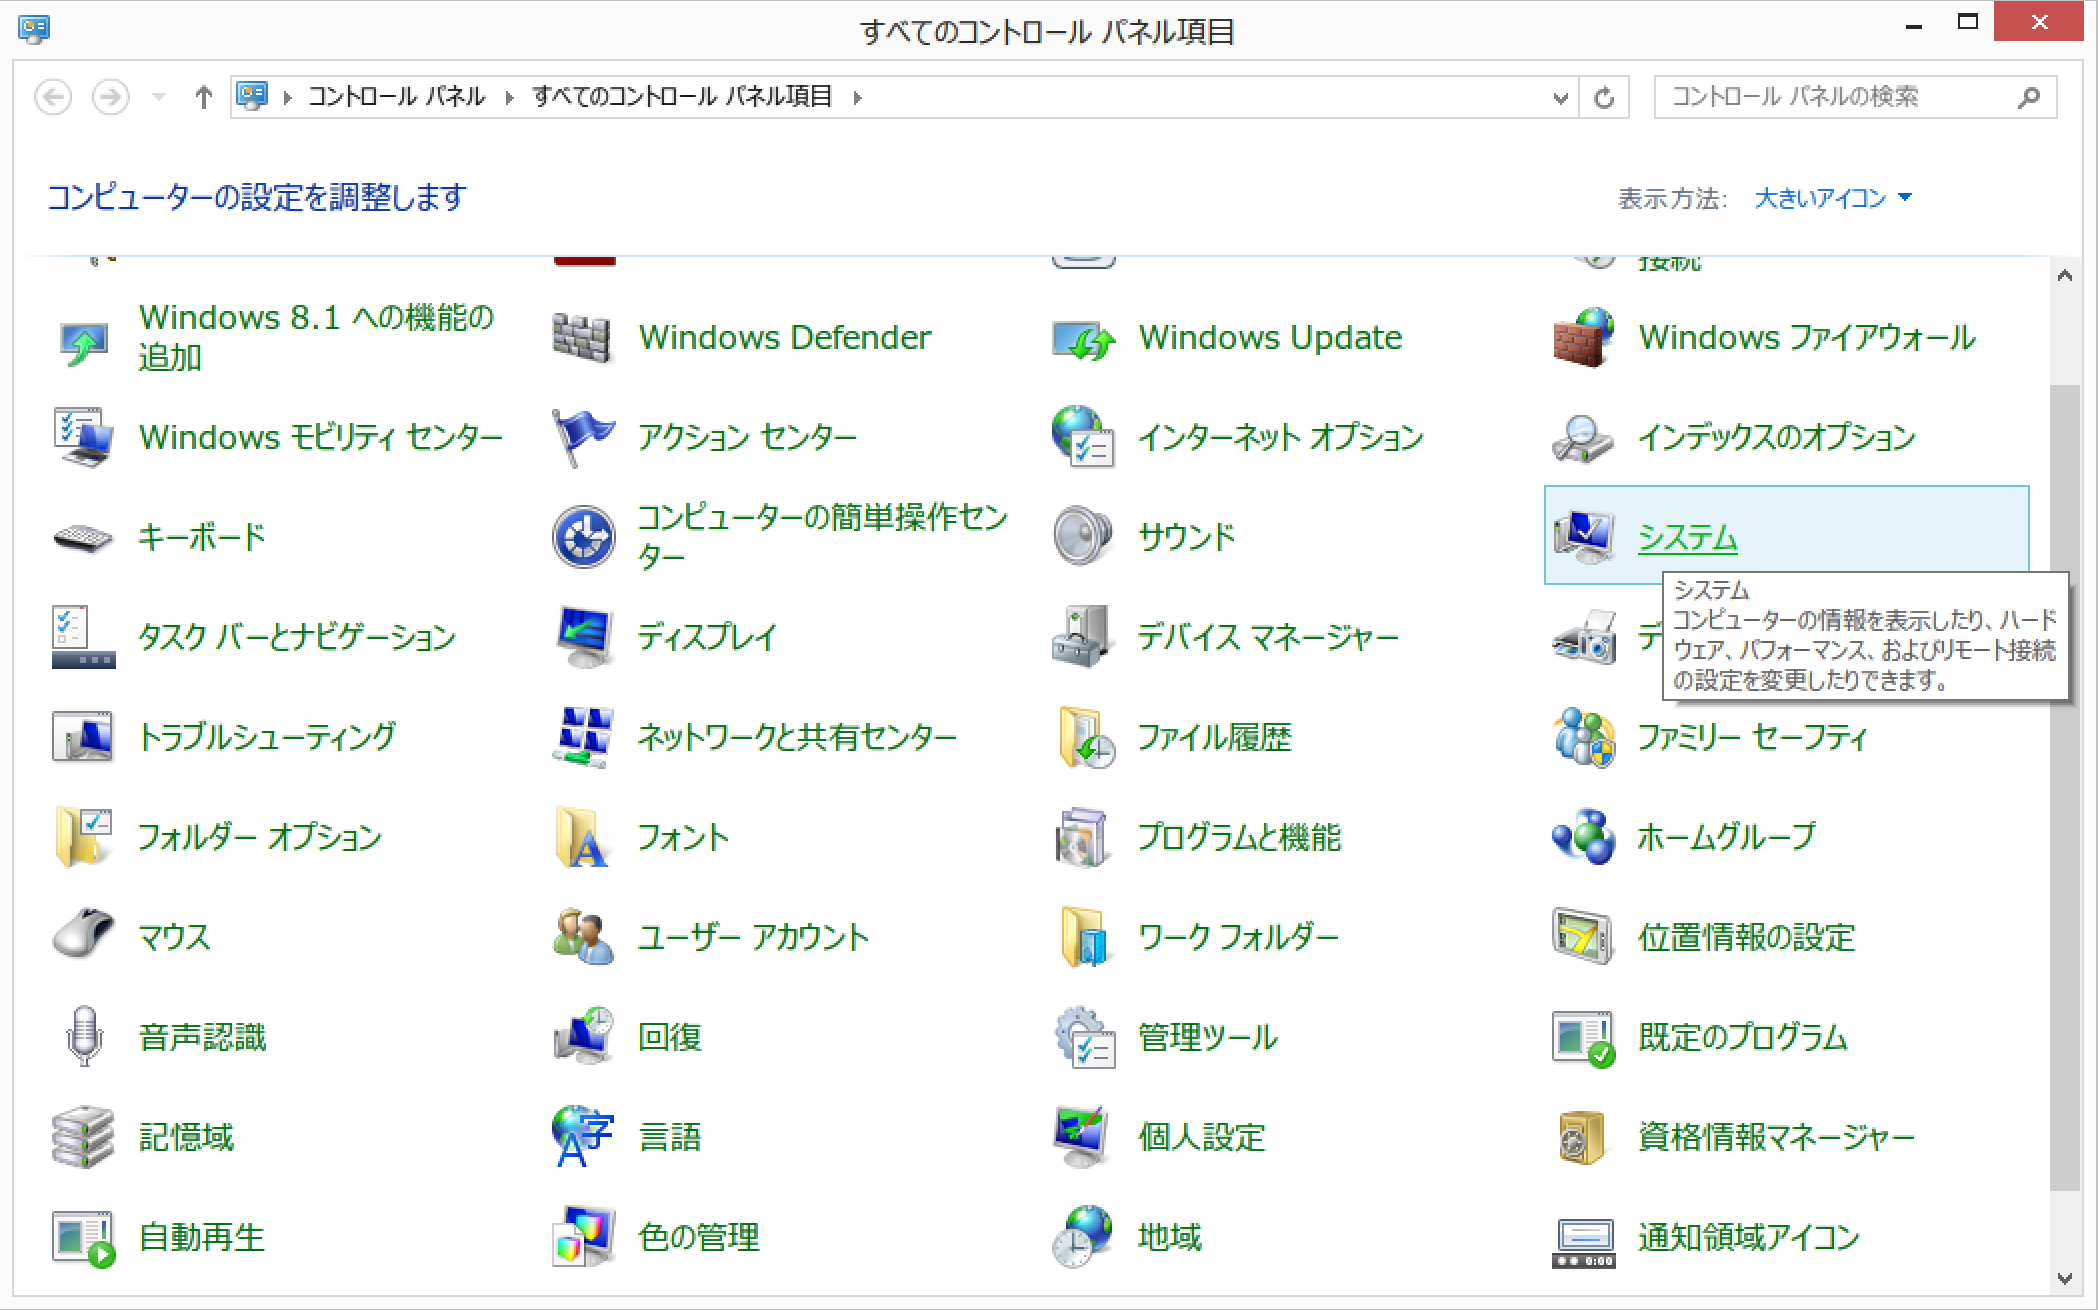 すべてのコントロール パネル項目
コントロール パネル
すべてのコントロール パネル項目
コントロール パネルの検索
コンピューターの設定を調整します
表示方法:
大きいアイコン
接続
Windows 8.1 への機能の
追加
Windows Defender
Windows Update
Windows ファイアウォール
Windows モビリティ センター
アクション センター
インターネット オプション
インデックスのオプション
キーボード
コンピューターの簡単操作セン
ター
サウンド
システム
システム
コンピューターの情報を表示したり、ハード
ウェア、パフォーマンス、およびリモート接続
の設定を変更したりできます。
タスク バーとナビゲーション
ディスプレイ
デバイス マネージャー
デ
トラブルシューティング
ネットワークと共有センター
ファイル履歴
ファミリー セーフティ
フォルダー オプション
フォント
プログラムと機能
ホームグループ
マウス
ユーザー アカウント
ワーク フォルダー
位置情報の設定
音声認識
回復
管理ツール
既定のプログラム
記憶域
言語
個人設定
資格情報マネージャー
自動再生
色の管理
地域
通知領域アイコン